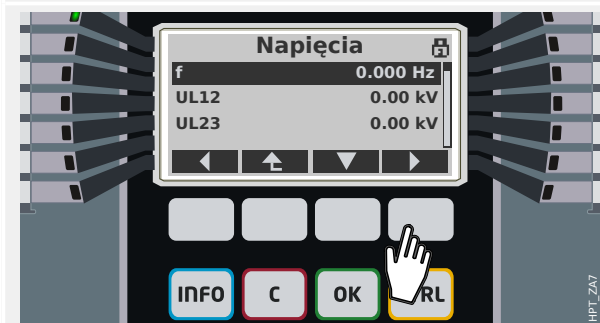 Napięcia
f 0.000 Hz
UL12 0.00 kV
UL23 0.00 kV
INFO C OK RL
HPT_ZA7